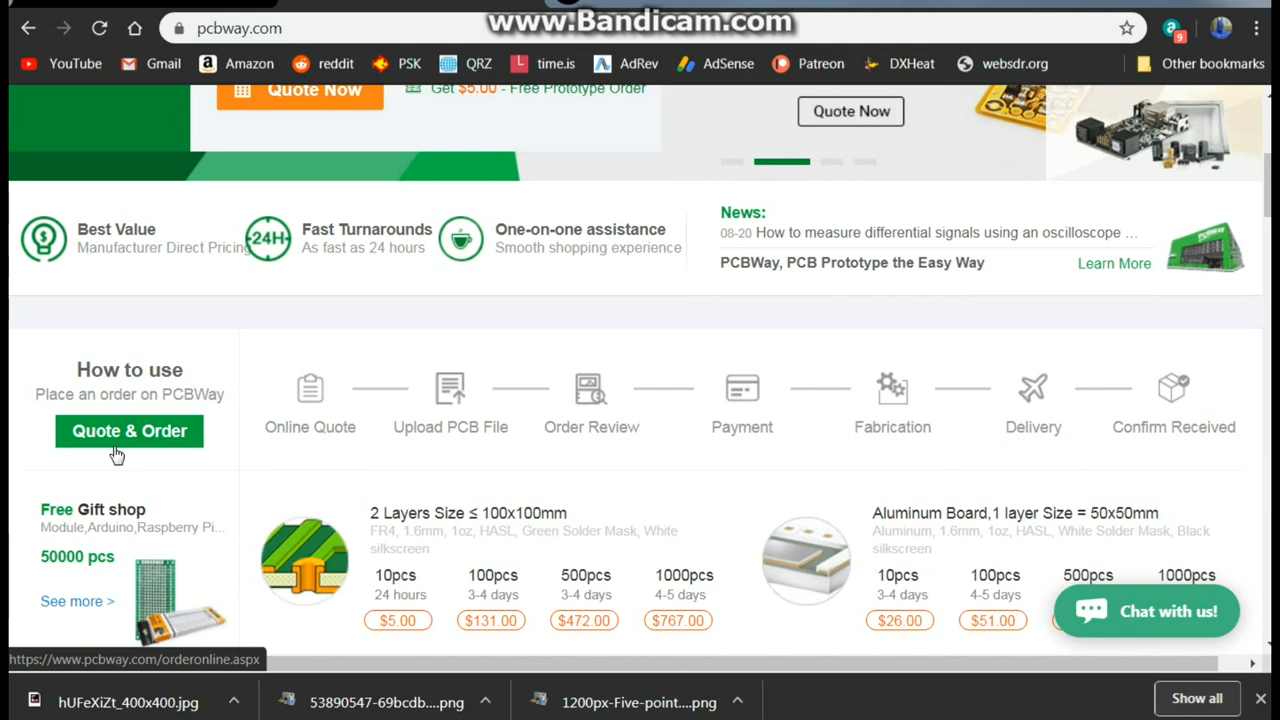 www.Bandicam.com
pcbway.com
9
YouTube Gmail Amazon reddit PSK QRZ time.is AdRev AdSense Patreon DXHeat websdr.org Other bookmarks
Quote Now
Get $5.00 - Free Prototype Order
Quote Now
Best Value
Manufacturer Direct Pricing
24H
Fast Turnarounds
As fast as 24 hours
One-on-one assistance
Smooth shopping experience
News:
08-20 How to measure differential signals using an oscilloscope ...
PCBWay, PCB Prototype the Easy Way Learn More
PCBWay
How to use
Place an order on PCBWay
Quote & Order
Online Quote Upload PCB File Order Review Payment Fabrication Delivery Confirm Received
Free Gift shop
Module,Arduino,Raspberry Pi...
50000 pcs
See more >
2 Layers Size ≤ 100x100mm
FR4, 1.6mm, 1oz, HASL, Green Solder Mask, White
silkscreen
10pcs 100pcs 500pcs 1000pcs
24 hours 3-4 days 3-4 days 4-5 days
$5.00 $131.00 $472.00 $767.00
Aluminum Board,1 layer Size = 50x50mm
Aluminum, 1.6mm, 1oz, HASL, White Solder Mask, Black
silkscreen
10pcs 100pcs 500pcs 1000pcs
3-4 days 4-5 days
$26.00 $51.00
Chat with us!
https://www.pcbway.com/orderonline.aspx
hUFeXiZt_400x400.jpg 53890547-69bcdb....png 1200px-Five-point....png Show all